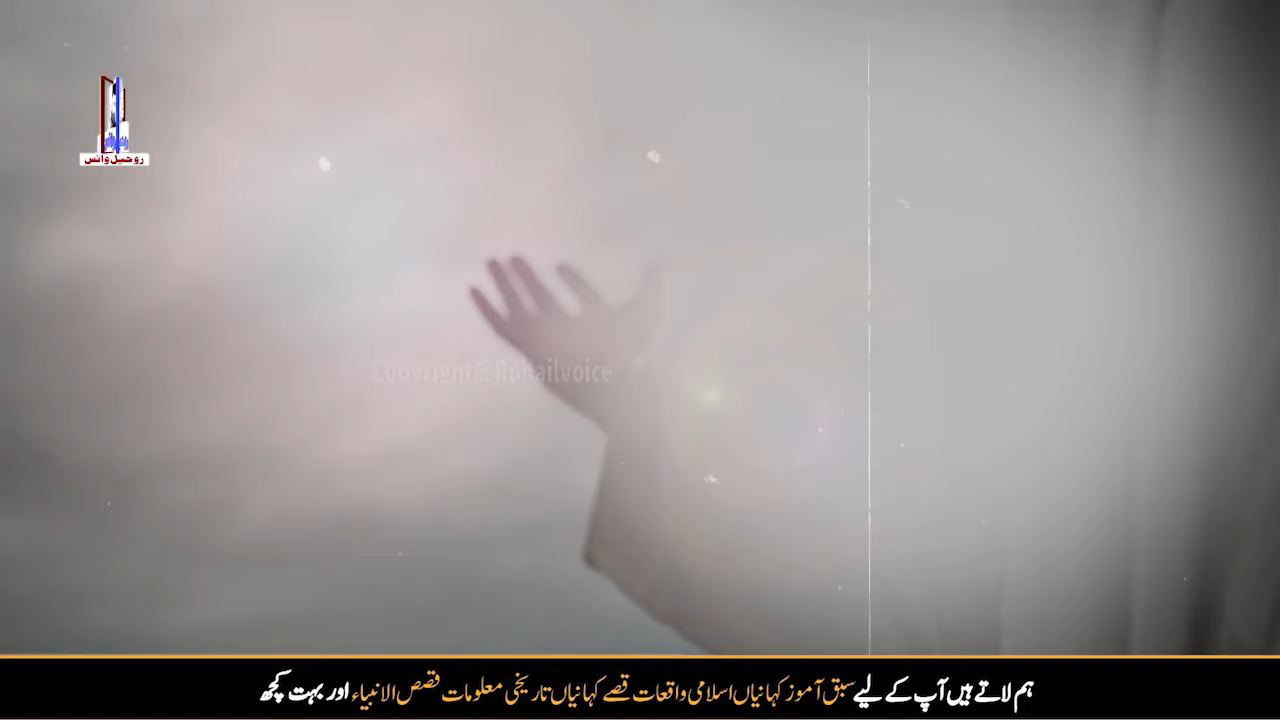 روحیل وائس
Copyright©Rohailvoice
ہم لاتے ہیں آپ کے لیے سبق آموز کہانیاں اسلامی واقعات قصے کہانیاں تاریخی معلومات قصص الانبیاء اور بہت کچھ